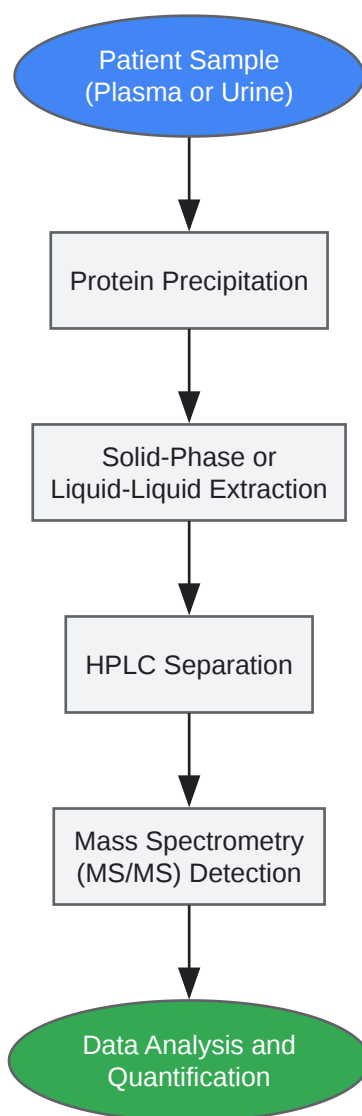 Patient Sample
(Plasma or Urine)
Protein Precipitation
Solid-Phase or
Liquid-Liquid Extraction
HPLC Separation
Mass Spectrometry
(MS/MS) Detection
Data Analysis and
Quantification